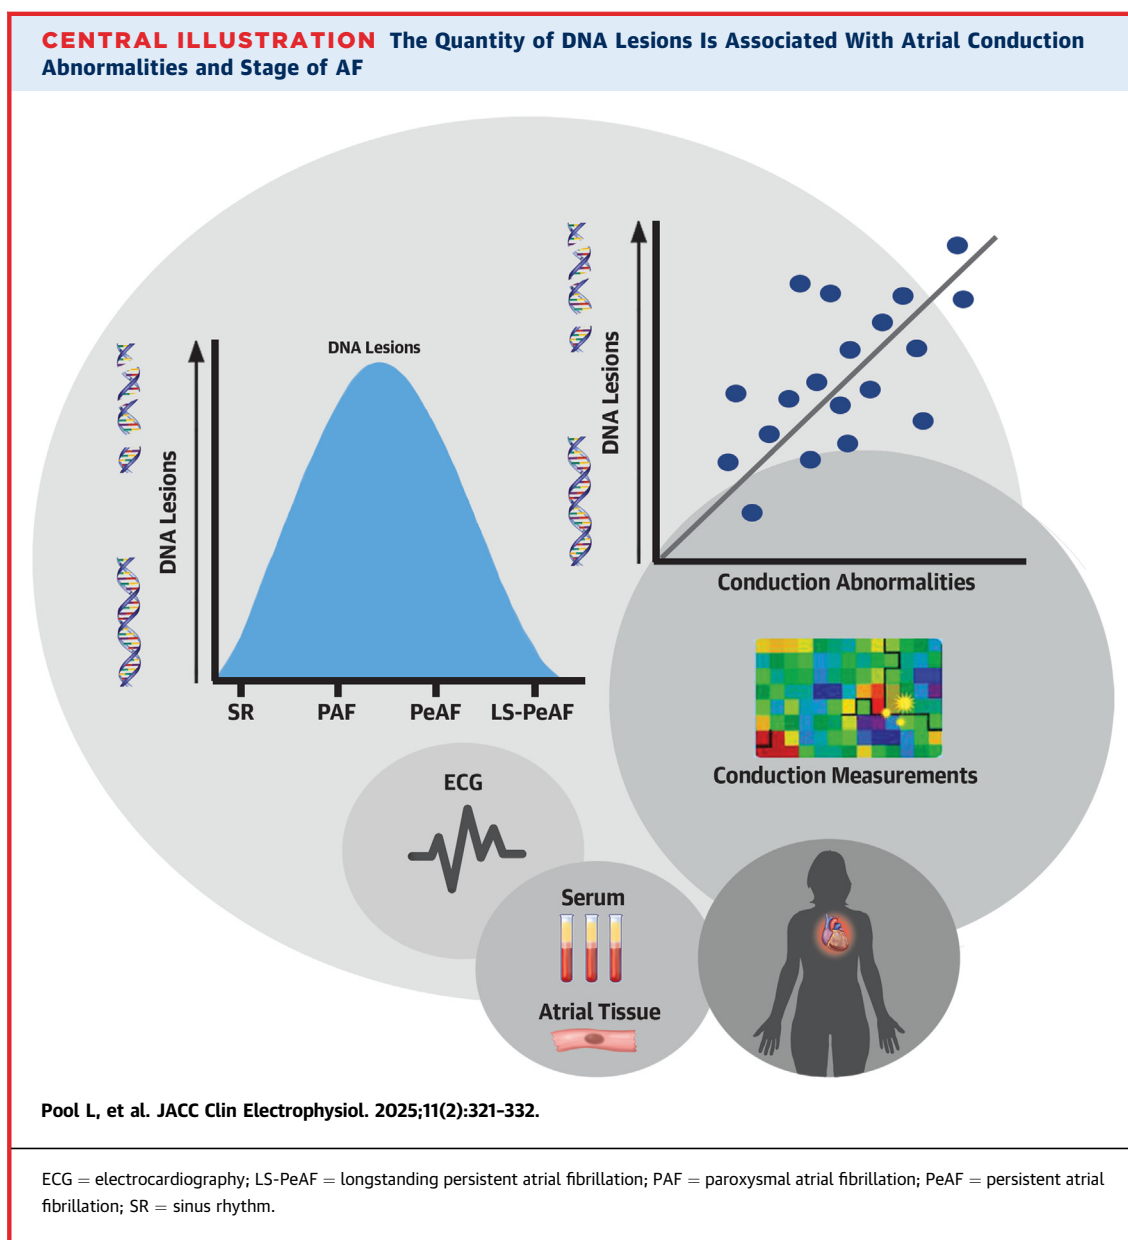 CENTRAL ILLUSTRATION The Quantity of DNA Lesions Is Associated With Atrial Conduction
Abnormalities and Stage of AF
DNA Lesions
DNA Lesions
SR
PAF
PeAF
LS-PeAF
DNA Lesions
Conduction Abnormalities
Conduction Measurements
ECG
Serum
Atrial Tissue
Pool L, et al. JACC Clin Electrophysiol. 2025;11(2):321–332.
ECG = electrocardiography; LS-PeAF = longstanding persistent atrial fibrillation; PAF = paroxysmal atrial fibrillation; PeAF = persistent atrial
fibrillation; SR = sinus rhythm.